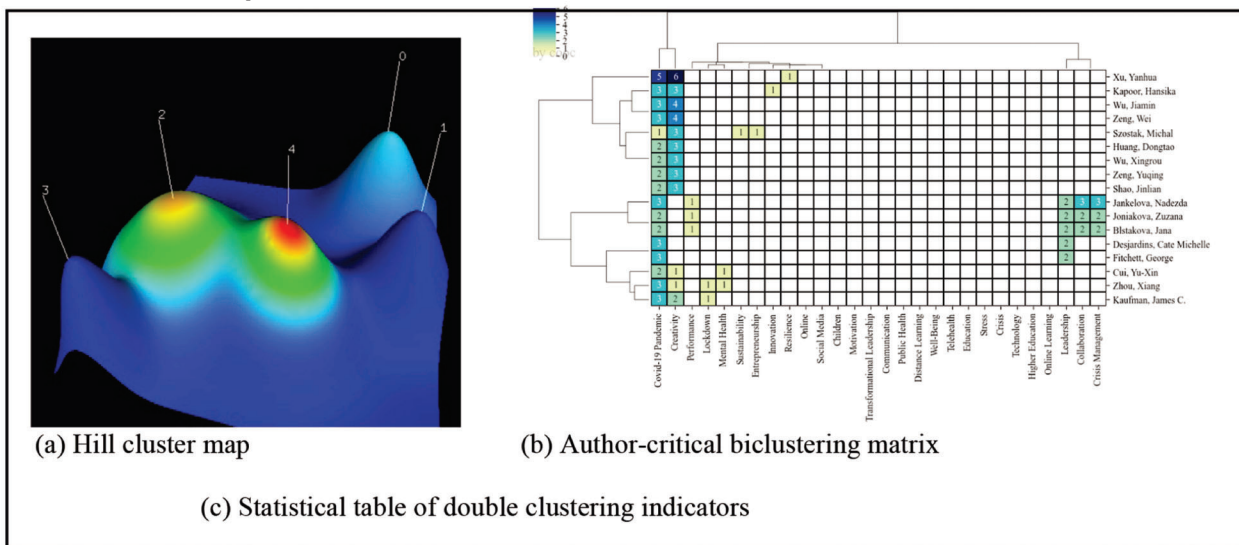 0
2
1
4
3
(a) Hill cluster map
6
5
4
3
2
1
0
5 6 1 Xu, Yanhua
3 3 1 Kapoor, Hansika
3 4 Wu, Jiamin
3 4 Zeng, Wei
1 3 1 1 Szostak, Michal
2 3 Huang, Dongtao
2 3 Wu, Xingrou
2 3 Zeng, Yuqing
2 3 Shao, Jinlian
3 1 2 3 3 Jankelova, Nadezda
2 1 2 2 2 Joniakova, Zuzana
2 1 2 2 2 Blstakova, Jana
3 2 Desjardins, Cate Michelle
3 2 Fitchett, George
2 1 1 Cui, Yu-Xin
3 1 1 1 Zhou, Xiang
3 2 1 Kaufman, James C.
Covid-19 Pandemic
Creativity
Performance
Lockdown
Mental Health
Sustainability
Entrepreneurship
Innovation
Resilience
Online
Social Media
Children
Motivation
Transformational Leadership
Communication
Public Health
Distance Learning
Well-Being
Telehealth
Education
Stress
Crisis
Technology
Higher Education
Online Learning
Leadership
Collaboration
Crisis Management
(b) Author-critical biclustering matrix
(c) Statistical table of double clustering indicators